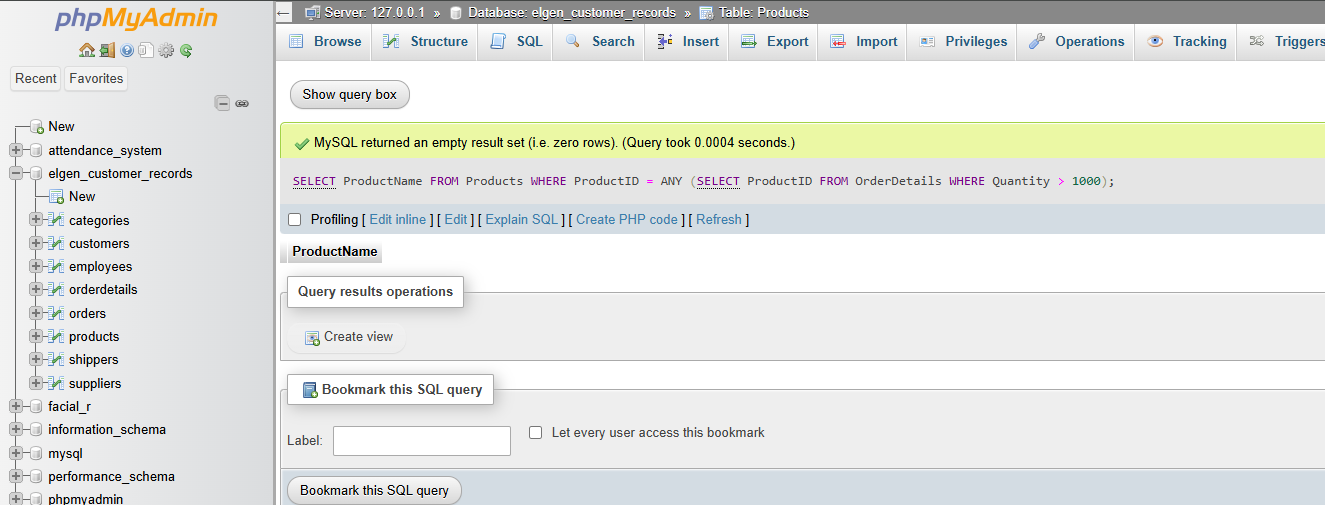 phpMyAdmin
Recent Favorites
New
attendance_system
elgen_customer_records
New
categories
customers
employees
orderdetails
orders
products
shippers
suppliers
facial_r
information_schema
mysql
performance_schema
phpmyadmin
Server: 127.0.0.1 » Database: elgen_customer_records » Table: Products
Browse Structure SQL Search Insert Export Import Privileges Operations Tracking Triggers
Show query box
MySQL returned an empty result set (i.e. zero rows). (Query took 0.0004 seconds.)
SELECT ProductName FROM Products WHERE ProductID = ANY (SELECT ProductID FROM OrderDetails WHERE Quantity > 1000);
Profiling [ Edit inline ] [ Edit ] [ Explain SQL ] [ Create PHP code ] [ Refresh ]
ProductName
Query results operations
Create view
Bookmark this SQL query
Label: Let every user access this bookmark
Bookmark this SQL query